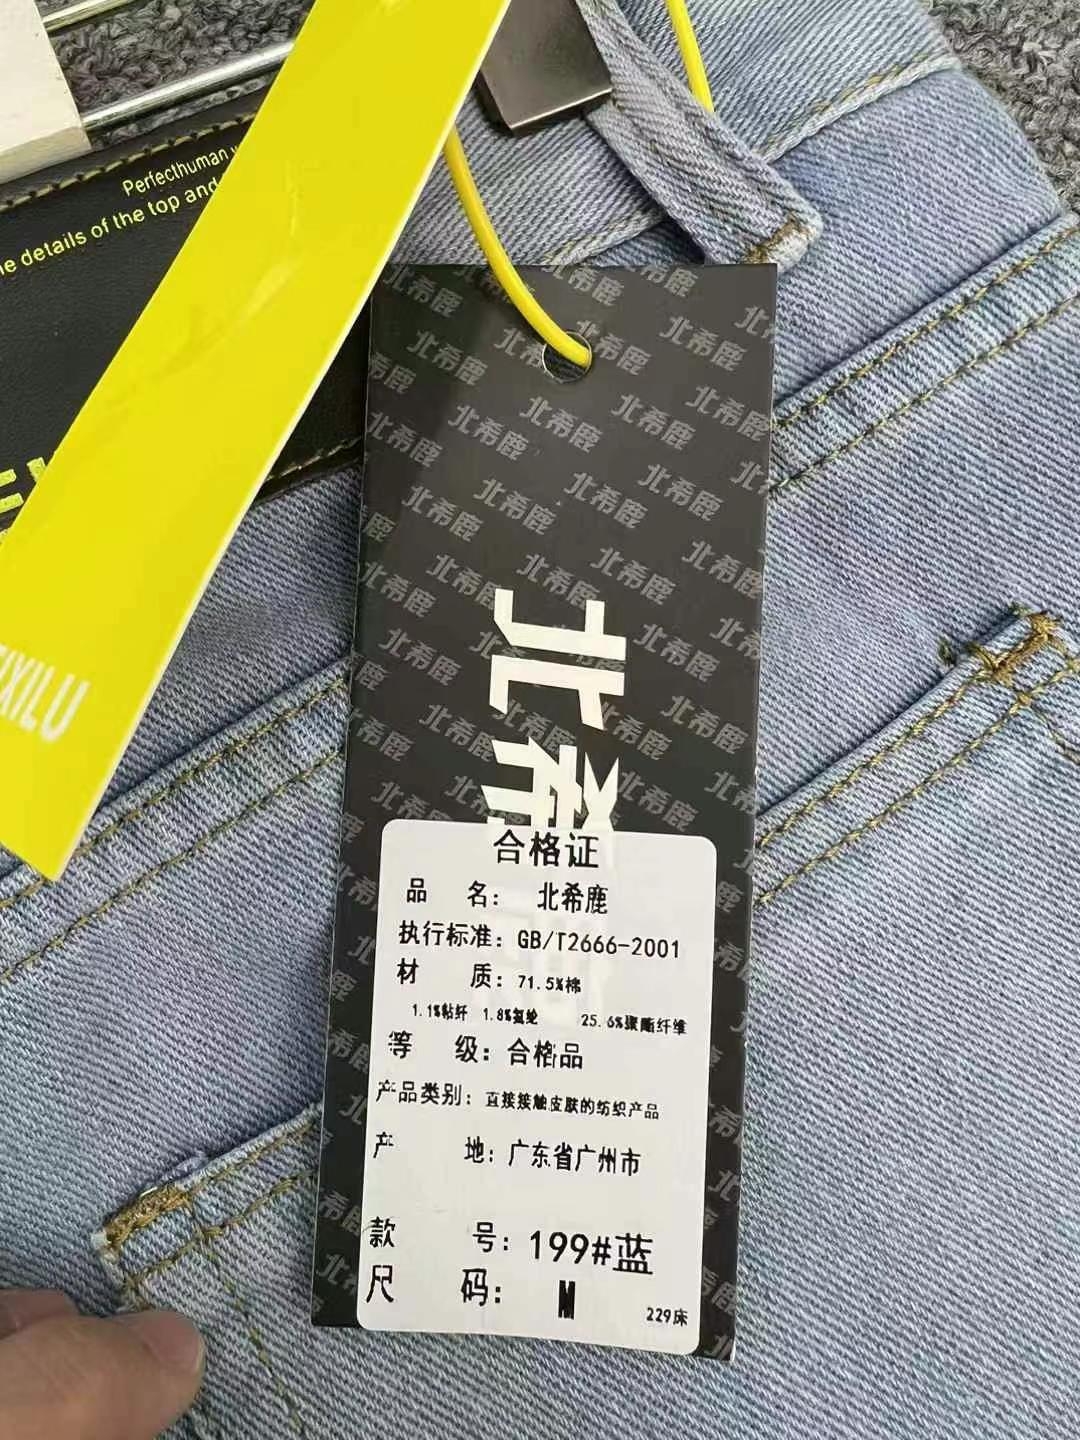 Perfecthuman
e details of the top and
IXILU
北希鹿
北希
合格证
品 名: 北希鹿
执行标准: GB/T2666-2001
材 质: 71.5%棉
1.1%粘纤 1.8%氨纶 25.6%聚酯纤维
等 级: 合格品
产品类别: 直接接触皮肤的纺织产品
产 地: 广东省广州市
款 号: 199#蓝
尺 码: M
229床